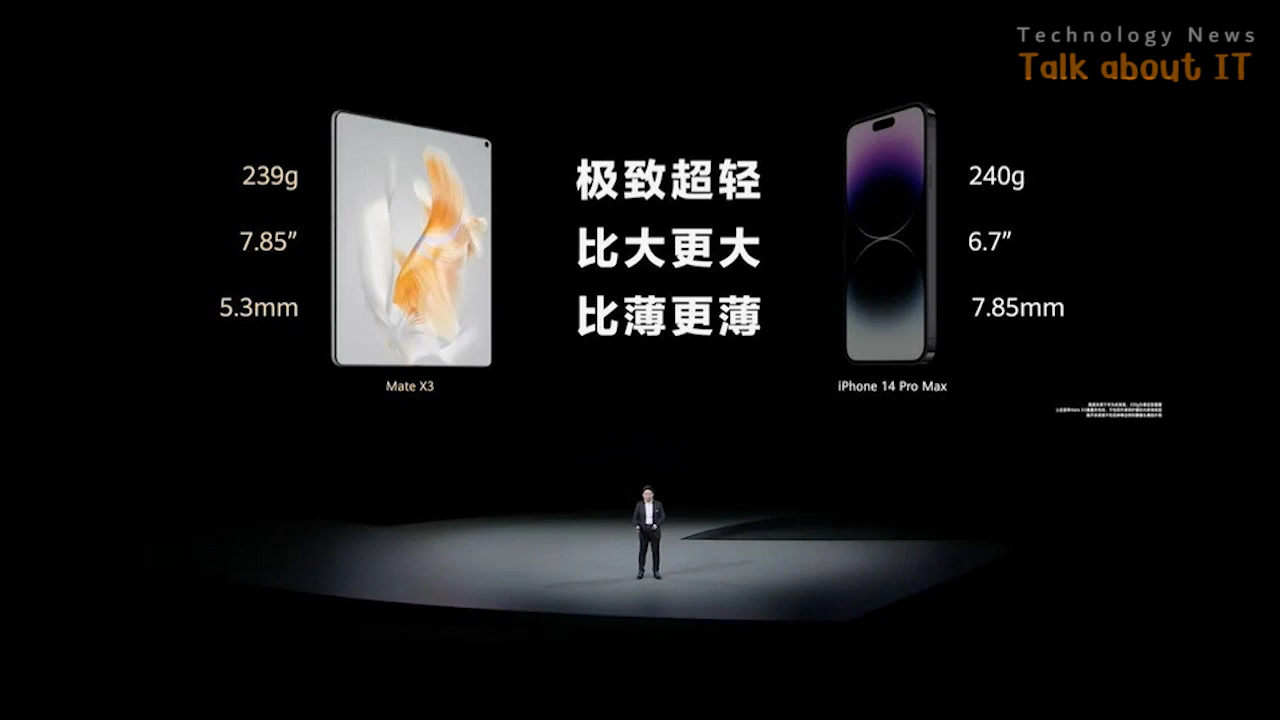 Technology News
Talk about IT
239g
7.85”
5.3mm
极致超轻
比大更大
比薄更薄
240g
6.7”
7.85mm
Mate X3
iPhone 14 Pro Max